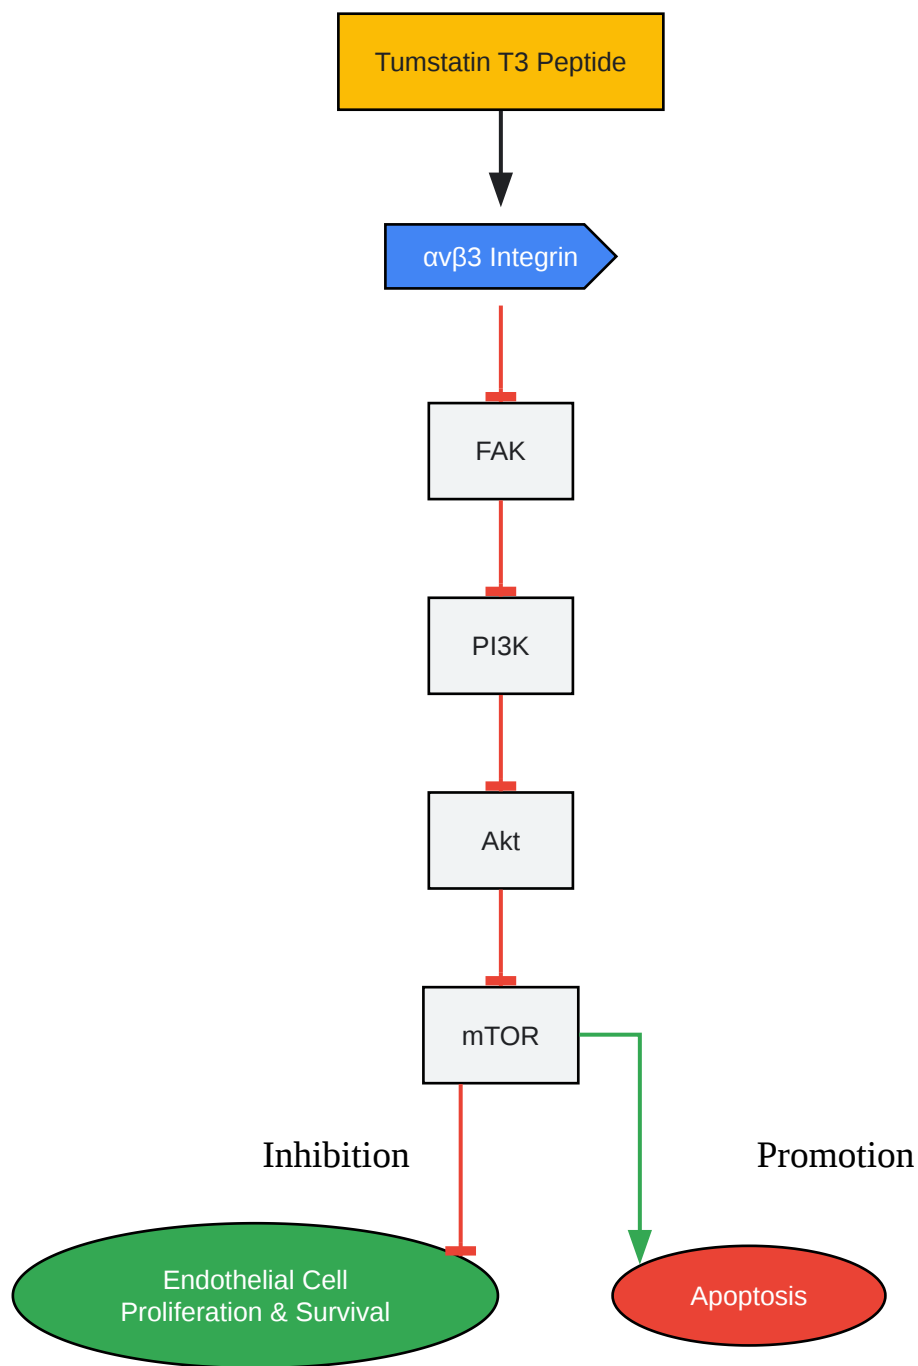 Tumstatin T3 Peptide
αvβ3 Integrin
FAK
PI3K
Akt
mTOR
Inhibition
Promotion
Endothelial Cell
Proliferation & Survival
Apoptosis